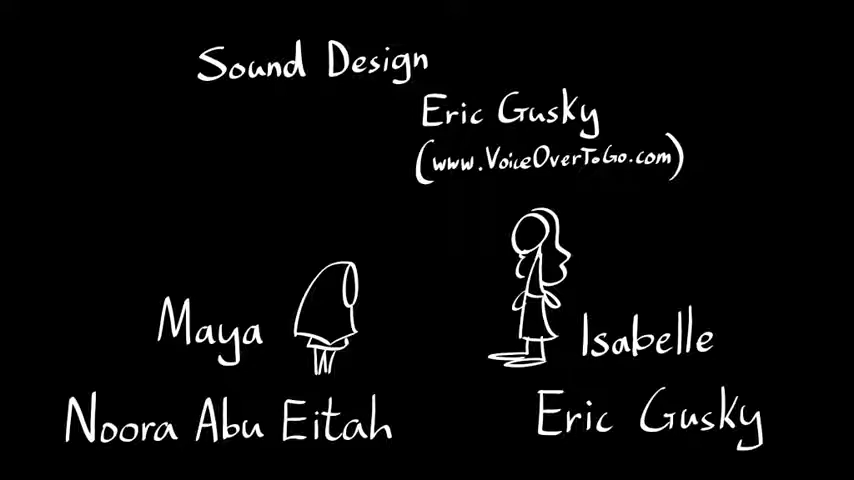 Sound Design
Eric Gusky
(www.VoiceOverToGo.com)
Maya
Isabelle
Noora Abu Eitah
Eric Gusky